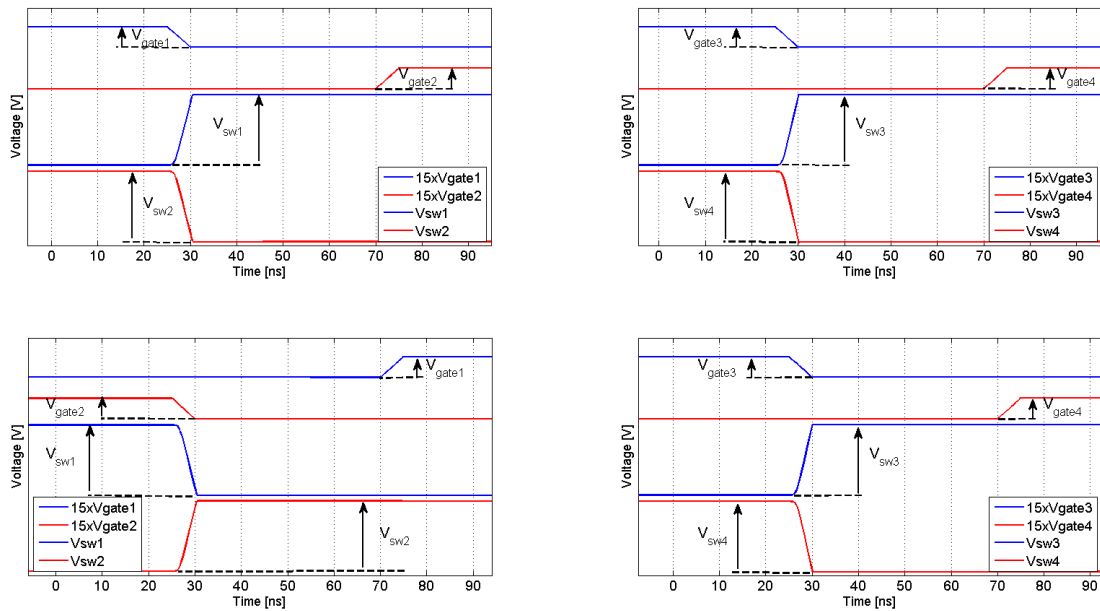 Vgate1
Vgate2
Vsw1
Vsw2
Voltage [V]
15xVgate1
15xVgate2
Vsw1
Vsw2
0 10 20 30 40 50 60 70 80 90
Time [ns]
Vgate3
Vgate4
Vsw3
Vsw4
Voltage [V]
15xVgate3
15xVgate4
Vsw3
Vsw4
0 10 20 30 40 50 60 70 80 90
Time [ns]
Vgate1
Vgate2
Vsw1
Vsw2
Voltage [V]
15xVgate1
15xVgate2
Vsw1
Vsw2
0 10 20 30 40 50 60 70 80 90
Time [ns]
Vgate3
Vgate4
Vsw3
Vsw4
Voltage [V]
15xVgate3
15xVgate4
Vsw3
Vsw4
0 10 20 30 40 50 60 70 80 90
Time [ns]